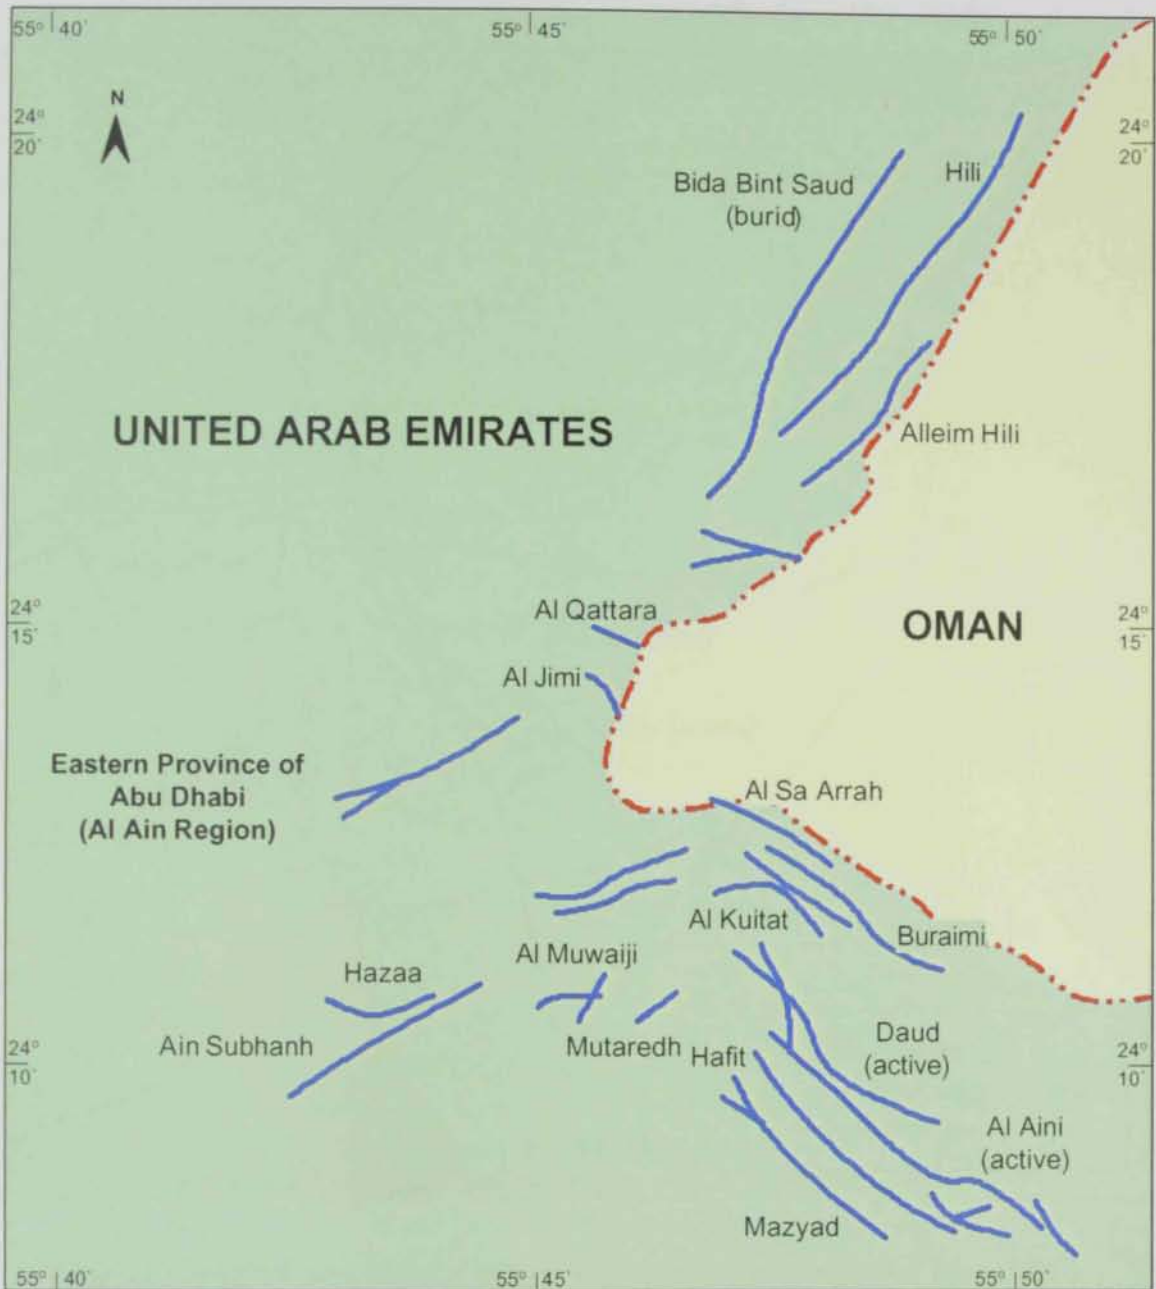 55° 40'
55° 45'
55° 50'
N
24°
20'
24°
20'
Bida Bint Saud
(burid)
Hili
UNITED ARAB EMIRATES
Alleim Hili
24°
15'
24°
15'
Al Qattara
OMAN
Al Jimi
Eastern Province of
Abu Dhabi
(Al Ain Region)
Al Sa Arrah
Al Kuitat
Buraimi
Al Muwaiji
Hazaa
Ain Subhanh
Mutaredh
Hafit
Daud
(active)
24°
10'
24°
10'
Al Aini
(active)
Mazyad
55° 40'
55° 45'
55° 50'